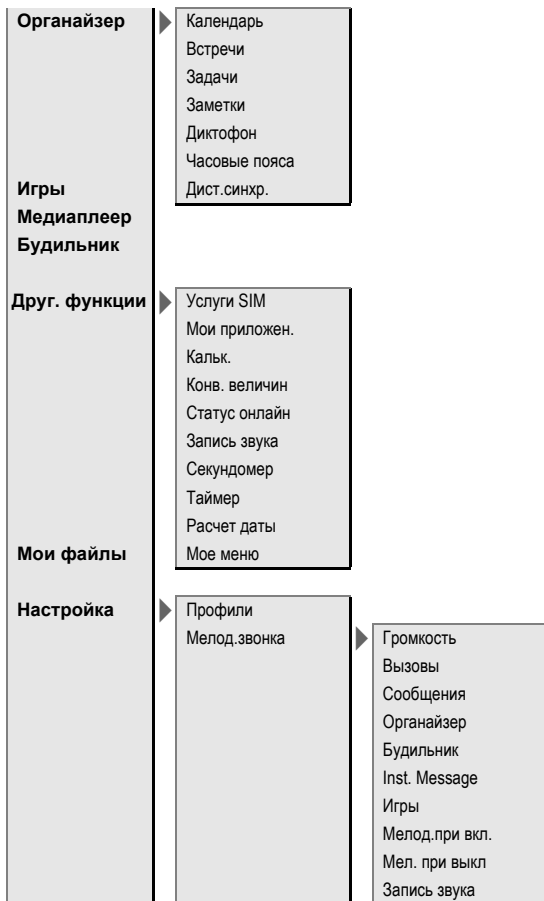 Органайзер
Календарь
Встречи
Задачи
Заметки
Диктофон
Часовые пояса
Игры
Дист.синхр.
Медиаплеер
Будильник
Друг. функции
Услуги SIM
Мои приложен.
Кальк.
Конв. величин
Статус онлайн
Запись звука
Секундомер
Таймер
Расчет даты
Мои файлы
Мое меню
Настройка
Профили
Мелод.звонка
Громкость
Вызовы
Сообщения
Органайзер
Будильник
Inst. Message
Игры
Мелод.при вкл.
Мел. при выкл
Запись звука